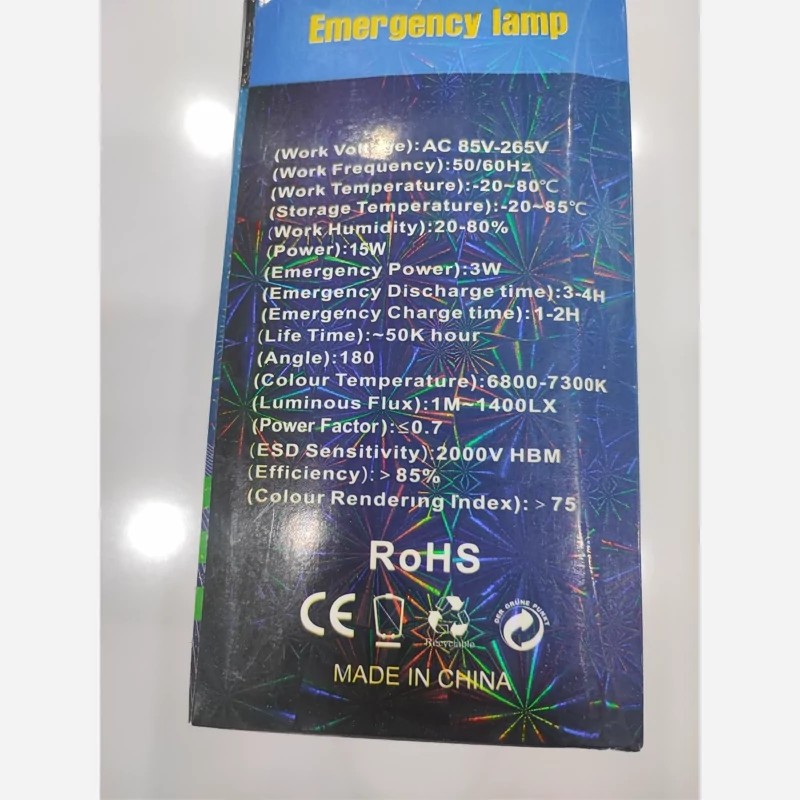 Emergency lamp
(Work Voltage):AC 85V-265V
(Work Frequency):50/60Hz
(Work Temperature):-20~80℃
(Storage Temperature):-20~85℃
(Work Humidity):20-80%
(Power):15W
(Emergency Power):3W
(Emergency Discharge time):3-4H
(Emergency Charge time):1-2H
(Life Time):~50K hour
(Angle):180
(Colour Temperature):6800-7300K
(Luminous Flux):1M~1400LX
(Power Factor):≤0.7
(ESD Sensitivity):2000V HBM
(Efficiency):>85%
(Colour Rendering Index):>75
RoHS
CE
Recyclable
DER GRÜNE PUNKT
MADE IN CHINA